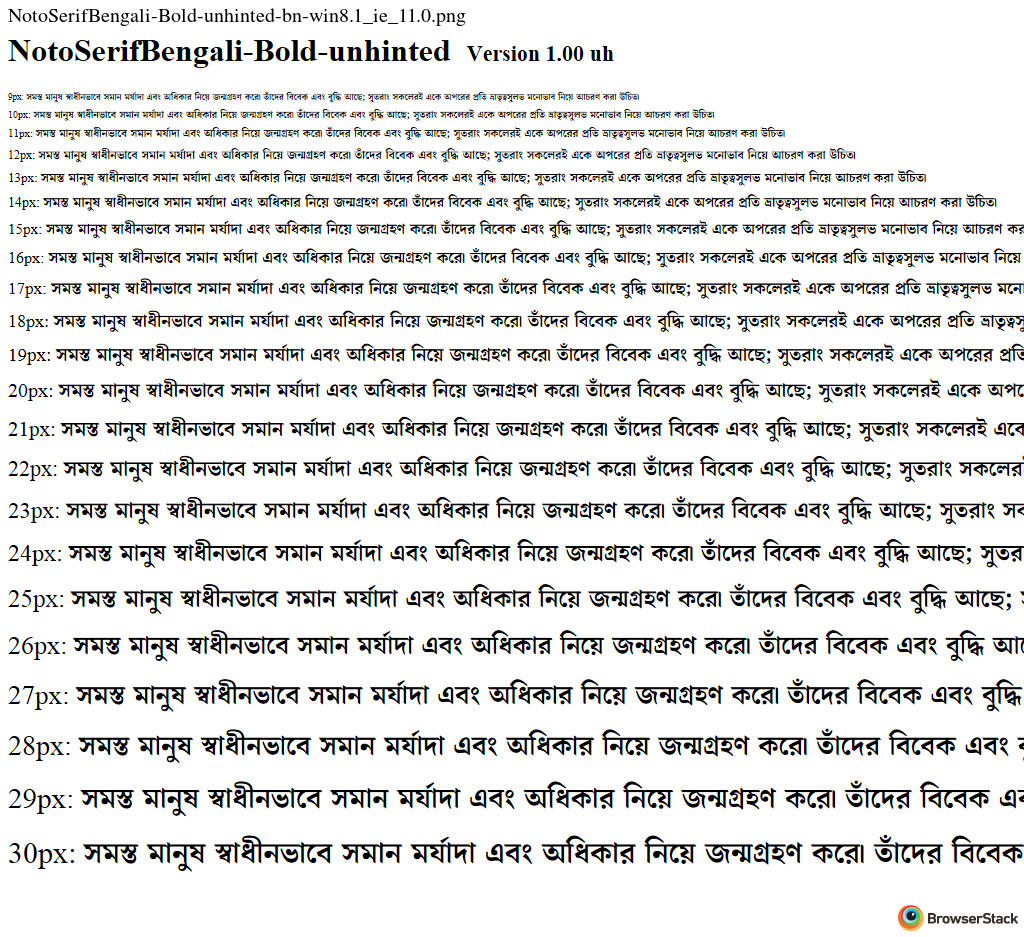 NotoSerifBengali-Bold-unhinted-bn-win8.1_ie_11.0.png
NotoSerifBengali-Bold-unhinted Version 1.00 uh
9px: সমস্ত মানুষ স্বাধীনভাবে সমান মর্যাদা এবং অধিকার নিয়ে জন্মগ্রহণ করে৷ তাঁদের বিবেক এবং বুদ্ধি আছে; সুতরাং সকলেরই একে অপরের প্রতি ভ্রাতৃত্বসুলভ মনোভাব নিয়ে আচরণ করা উচিত৷
10px: সমস্ত মানুষ স্বাধীনভাবে সমান মর্যাদা এবং অধিকার নিয়ে জন্মগ্রহণ করে৷ তাঁদের বিবেক এবং বুদ্ধি আছে; সুতরাং সকলেরই একে অপরের প্রতি ভ্রাতৃত্বসুলভ মনোভাব নিয়ে আচরণ করা উচিত৷
11px: সমস্ত মানুষ স্বাধীনভাবে সমান মর্যাদা এবং অধিকার নিয়ে জন্মগ্রহণ করে৷ তাঁদের বিবেক এবং বুদ্ধি আছে; সুতরাং সকলেরই একে অপরের প্রতি ভ্রাতৃত্বসুলভ মনোভাব নিয়ে আচরণ করা উচিত৷
12px: সমস্ত মানুষ স্বাধীনভাবে সমান মর্যাদা এবং অধিকার নিয়ে জন্মগ্রহণ করে৷ তাঁদের বিবেক এবং বুদ্ধি আছে; সুতরাং সকলেরই একে অপরের প্রতি ভ্রাতৃত্বসুলভ মনোভাব নিয়ে আচরণ করা উচিত৷
13px: সমস্ত মানুষ স্বাধীনভাবে সমান মর্যাদা এবং অধিকার নিয়ে জন্মগ্রহণ করে৷ তাঁদের বিবেক এবং বুদ্ধি আছে; সুতরাং সকলেরই একে অপরের প্রতি ভ্রাতৃত্বসুলভ মনোভাব নিয়ে আচরণ করা উচিত৷
14px: সমস্ত মানুষ স্বাধীনভাবে সমান মর্যাদা এবং অধিকার নিয়ে জন্মগ্রহণ করে৷ তাঁদের বিবেক এবং বুদ্ধি আছে; সুতরাং সকলেরই একে অপরের প্রতি ভ্রাতৃত্বসুলভ মনোভাব নিয়ে আচরণ করা উচিত৷
15px: সমস্ত মানুষ স্বাধীনভাবে সমান মর্যাদা এবং অধিকার নিয়ে জন্মগ্রহণ করে৷ তাঁদের বিবেক এবং বুদ্ধি আছে; সুতরাং সকলেরই একে অপরের প্রতি ভ্রাতৃত্বসুলভ মনোভাব নিয়ে আচরণ
16px: সমস্ত মানুষ স্বাধীনভাবে সমান মর্যাদা এবং অধিকার নিয়ে জন্মগ্রহণ করে৷ তাঁদের বিবেক এবং বুদ্ধি আছে; সুতরাং সকলেরই একে অপরের প্রতি ভ্রাতৃত্বসুলভ মনোভাব নিয়ে
17px: সমস্ত মানুষ স্বাধীনভাবে সমান মর্যাদা এবং অধিকার নিয়ে জন্মগ্রহণ করে৷ তাঁদের বিবেক এবং বুদ্ধি আছে; সুতরাং সকলেরই একে অপরের প্রতি ভ্রাতৃত্বসুলভ
18px: সমস্ত মানুষ স্বাধীনভাবে সমান মর্যাদা এবং অধিকার নিয়ে জন্মগ্রহণ করে৷ তাঁদের বিবেক এবং বুদ্ধি আছে; সুতরাং সকলেরই একে অপরের প্রতি
19px: সমস্ত মানুষ স্বাধীনভাবে সমান মর্যাদা এবং অধিকার নিয়ে জন্মগ্রহণ করে৷ তাঁদের বিবেক এবং বুদ্ধি আছে; সুতরাং সকলেরই একে অপরের প্রতি
20px: সমস্ত মানুষ স্বাধীনভাবে সমান মর্যাদা এবং অধিকার নিয়ে জন্মগ্রহণ করে৷ তাঁদের বিবেক এবং বুদ্ধি আছে; সুতরাং সকলেরই একে
21px: সমস্ত মানুষ স্বাধীনভাবে সমান মর্যাদা এবং অধিকার নিয়ে জন্মগ্রহণ করে৷ তাঁদের বিবেক এবং বুদ্ধি আছে; সুতরাং সকলেরই
22px: সমস্ত মানুষ স্বাধীনভাবে সমান মর্যাদা এবং অধিকার নিয়ে জন্মগ্রহণ করে৷ তাঁদের বিবেক এবং বুদ্ধি আছে; সুতরাং
23px: সমস্ত মানুষ স্বাধীনভাবে সমান মর্যাদা এবং অধিকার নিয়ে জন্মগ্রহণ করে৷ তাঁদের বিবেক এবং বুদ্ধি আছে; সুতরাং
24px: সমস্ত মানুষ স্বাধীনভাবে সমান মর্যাদা এবং অধিকার নিয়ে জন্মগ্রহণ করে৷ তাঁদের বিবেক এবং বুদ্ধি আছে;
25px: সমস্ত মানুষ স্বাধীনভাবে সমান মর্যাদা এবং অধিকার নিয়ে জন্মগ্রহণ করে৷ তাঁদের বিবেক এবং বুদ্ধি আছে;
26px: সমস্ত মানুষ স্বাধীনভাবে সমান মর্যাদা এবং অধিকার নিয়ে জন্মগ্রহণ করে৷ তাঁদের বিবেক এবং বুদ্ধি
27px: সমস্ত মানুষ স্বাধীনভাবে সমান মর্যাদা এবং অধিকার নিয়ে জন্মগ্রহণ করে৷ তাঁদের বিবেক এবং বুদ্ধি
28px: সমস্ত মানুষ স্বাধীনভাবে সমান মর্যাদা এবং অধিকার নিয়ে জন্মগ্রহণ করে৷ তাঁদের বিবেক এবং
29px: সমস্ত মানুষ স্বাধীনভাবে সমান মর্যাদা এবং অধিকার নিয়ে জন্মগ্রহণ করে৷ তাঁদের বিবেক
30px: সমস্ত মানুষ স্বাধীনভাবে সমান মর্যাদা এবং অধিকার নিয়ে জন্মগ্রহণ করে৷ তাঁদের বিবেক
BrowserStack